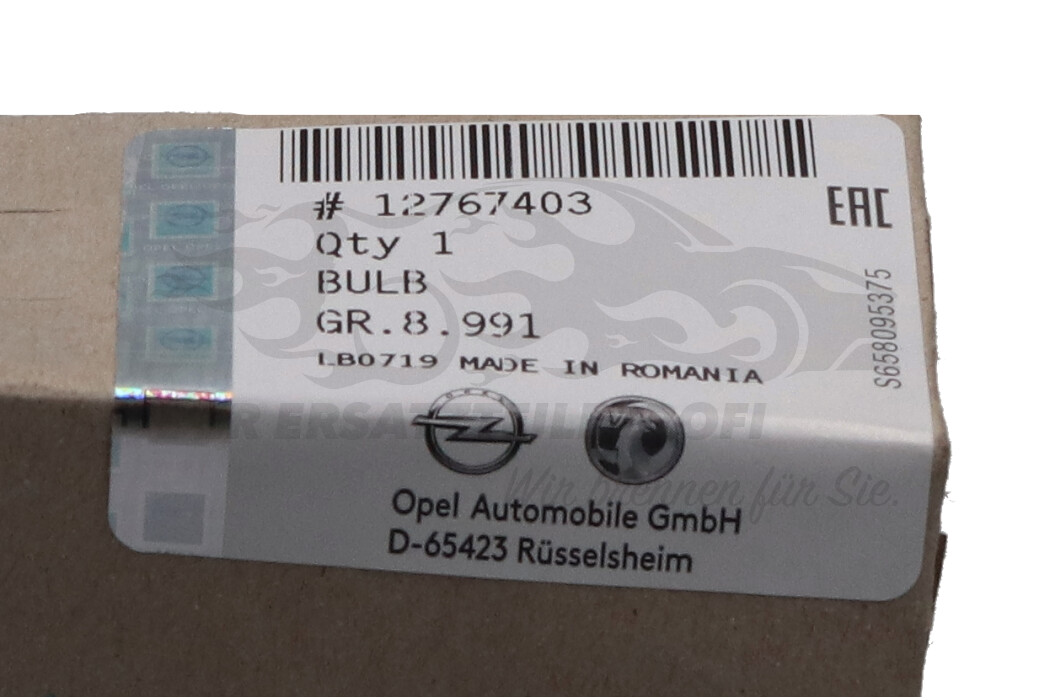 # 12767403
EAC
Qty 1
BULB
GR.8.991
LB0719 MADE IN ROMANIA
S658095375
OPEL
Opel Automobile GmbH
D-65423 Rüsselsheim
Wir brennen für Sie.